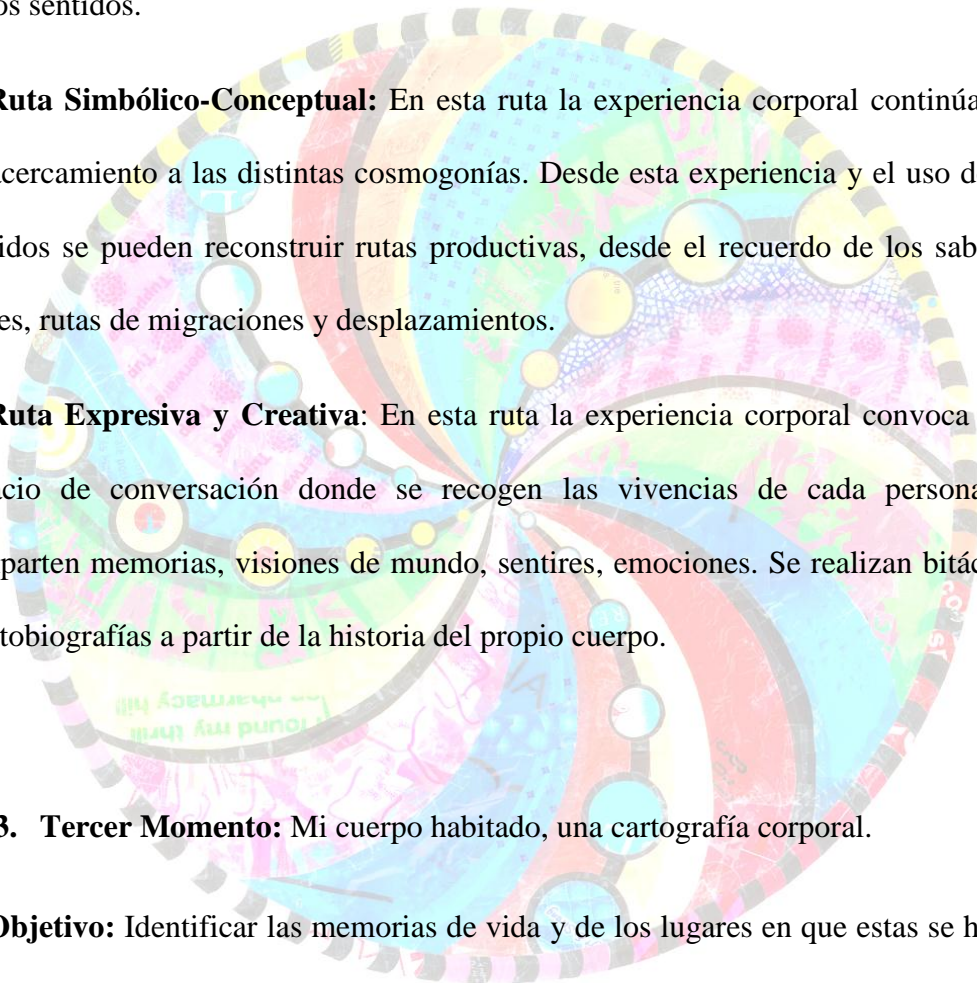 os sentidos.
Ruta Simbólico-Conceptual: En esta ruta la experiencia corporal continúa
acercamiento a las distintas cosmogonías. Desde esta experiencia y el uso d
idos se pueden reconstruir rutas productivas, desde el recuerdo de los sab
es, rutas de migraciones y desplazamientos.
Ruta Expresiva y Creativa: En esta ruta la experiencia corporal convoca
acio de conversación donde se recogen las vivencias de cada persona
parten memorias, visiones de mundo, sentires, emociones. Se realizan bitác
tobiografías a partir de la historia del propio cuerpo.
I found my thrill
3. Tercer Momento: Mi cuerpo habitado, una cartografía corporal.
Objetivo: Identificar las memorias de vida y de los lugares en que estas se h